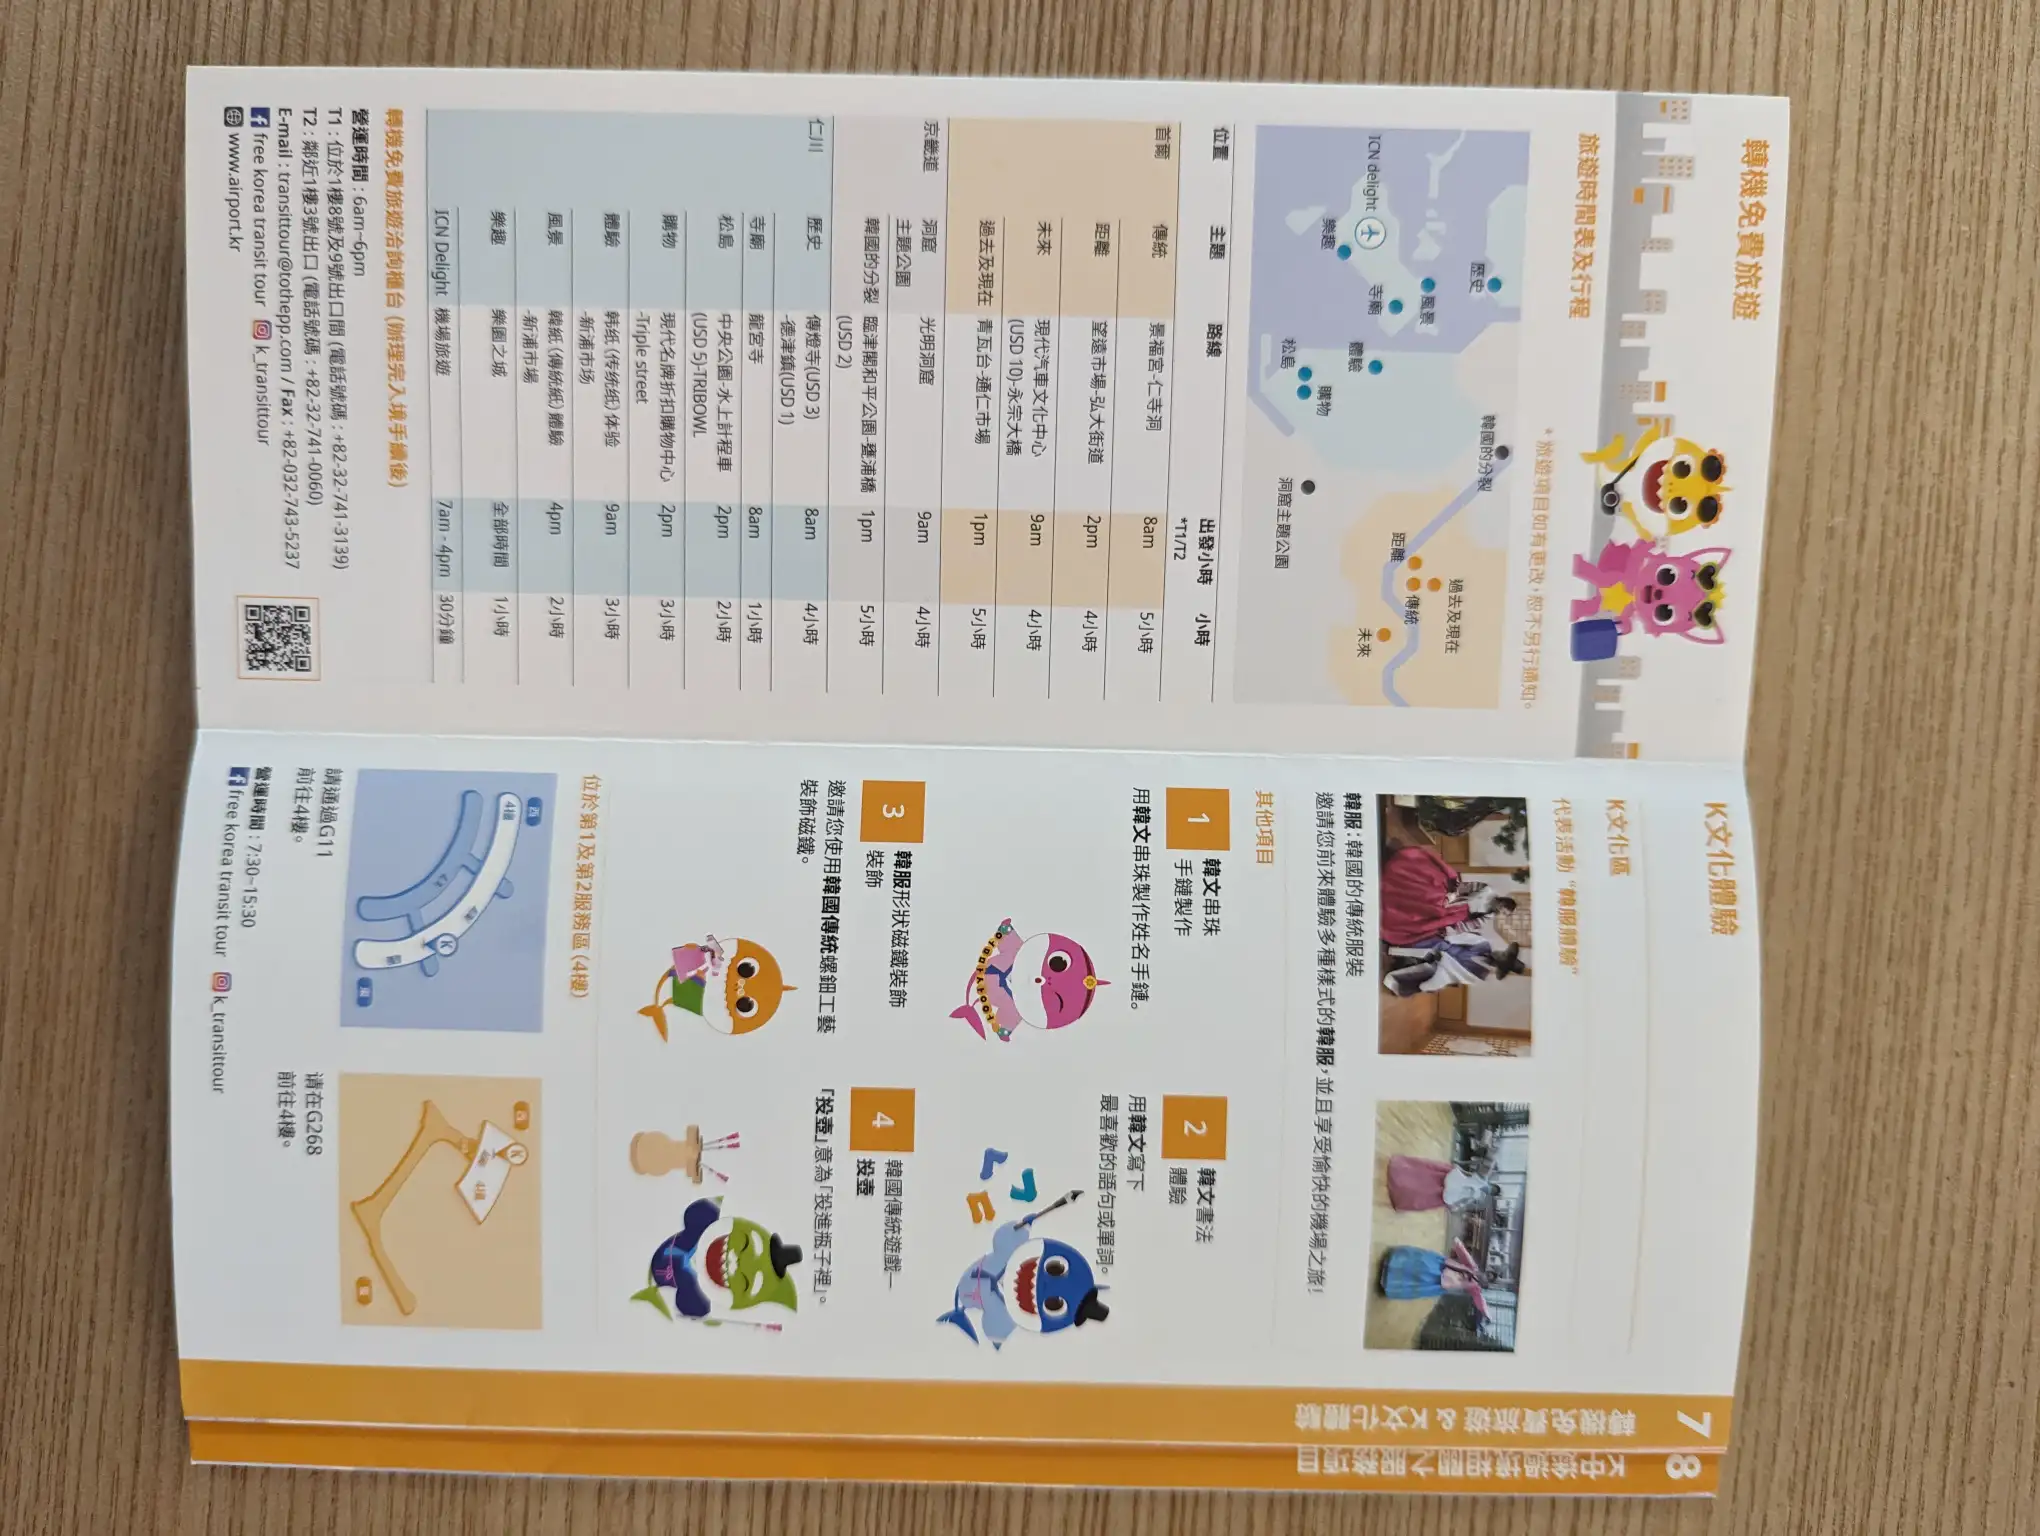 轉機免費旅遊
旅遊時間表及行程
*旅遊項目如有更改，恕不另行通知。
歷史
韓國的分裂
過去及現在
風景
ICN delight
距離
傳統
寺廟
體驗
未來
樂趣
購物
松島
洞窟主題公園
位置 主題 路線 出發小時 小時
*T1/T2
首爾 傳統 景福宮-仁寺洞 8am 5小時
距離 望遠市場-弘大街道 2pm 4小時
未來 現代汽車文化中心 9am 4小時
(USD 10)-永宗大橋
過去及現在 青瓦台-通仁市場 1pm 5小時
京畿道 洞窟 光明洞窟 9am 4小時
主題公園
韓國的分裂 臨津閣和平公園-甕浦橋 1pm 5小時
(USD 2)
仁川 歷史 傳燈寺(USD 3) 8am 4小時
-德津鎮(USD 1)
寺廟 龍宮寺 8am 1小時
松島 中央公園-水上計程車 2pm 2小時
(USD 5)-TRIBOWL
購物 現代名牌折扣購物中心 2pm 3小時
-Triple street
體驗 韩纸 (传统纸) 体验 9am 3小時
-新浦市场
風景 韓紙 (傳統紙) 體驗 4pm 2小時
-新浦市場
樂趣 樂園之城 全部時間 1小時
ICN Delight 機場旅遊 7am - 4pm 30分鐘
轉機免費旅遊洽詢櫃台 (辦理完入境手續後)
營運時間 : 6am~6pm
T1 : 位於1樓8號及9號出口間 (電話號碼 : +82-32-741-3139)
T2 : 鄰近1樓3號出口 (電話號碼 : +82-32-741-0060)
E-mail : transittour@tothepp.com / Fax : +82-032-743-5237
free korea transit tour k_transittour
www.airport.kr
K文化體驗
K文化區
代表活動 "韓服體驗"
韓服 : 韓國的傳統服裝
邀請您前來體驗多種樣式的韓服，並且享受愉快的機場之旅!
其他項目
1 韓文串珠
手鏈製作
用韓文串珠製作姓名手鏈。
2 韓文書法
體驗
用韓文寫下
最喜歡的語句或單詞。
3 韓服形狀磁鐵裝飾
裝飾
邀請您使用韓國傳統螺鈿工藝
裝飾磁鐵。
4 韓國傳統遊戲—
投壺
「投壺」意為「投進瓶子裡」。
位於第1及第2服務區 (4樓)
西
4樓
K
東
西
K
4樓
東
請通過G11
前往4樓。
请在G268
前往4樓。
營運時間 : 7:30~15:30
free korea transit tour k_transittour
7
轉機免費旅遊 & K文化體驗
8